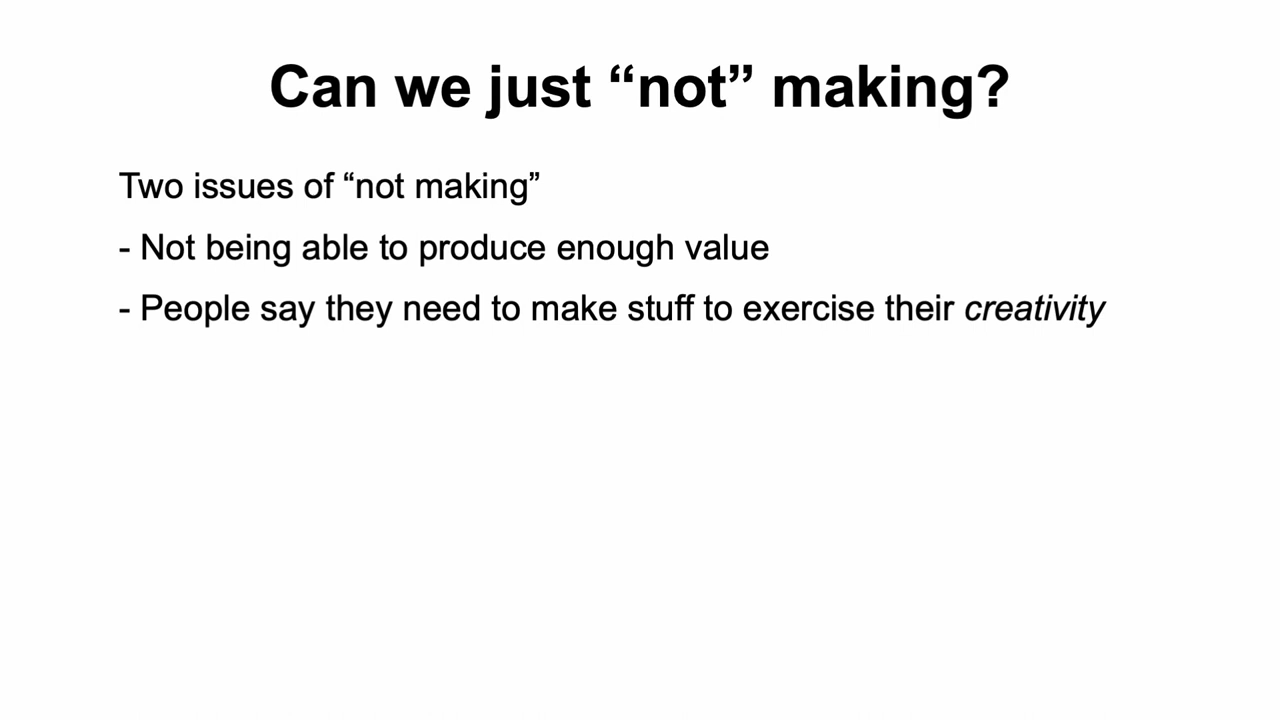 Can we just “not” making?
Two issues of “not making”
- Not being able to produce enough value
- People say they need to make stuff to exercise their creativity